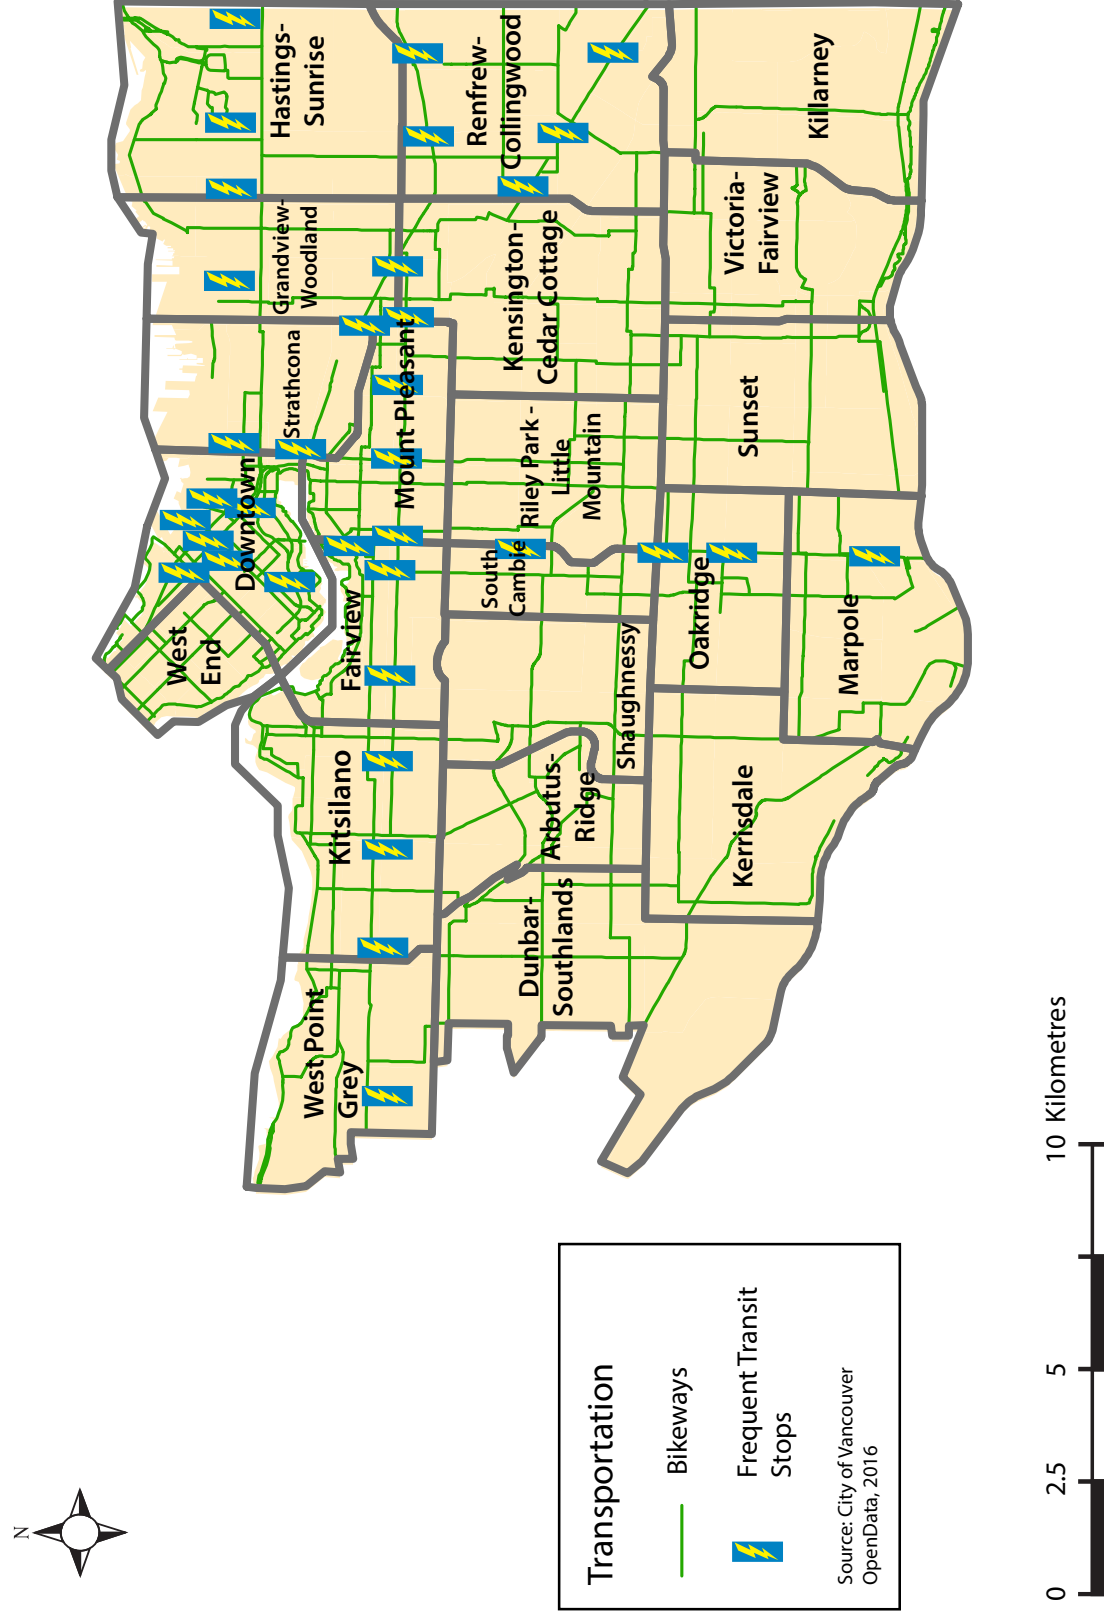 N
West
End
Downtown
Strathcona
Grandview-
Woodland
Hastings-
Sunrise
West Point
Grey
Kitsilano
Fairview
Mount Pleasant
Renfrew-
Collingwood
Dunbar-
Southlands
Arbutus-
Ridge
Shaughnessy
South
Cambie
Riley Park -
Little
Mountain
Kensington-
Cedar Cottage
Kerrisdale
Oakridge
Marpole
Sunset
Victoria-
Fairview
Killarney
Transportation
Bikeways
Frequent Transit
Stops
Source: City of Vancouver
OpenData, 2016
0
2.5
5
10 Kilometres